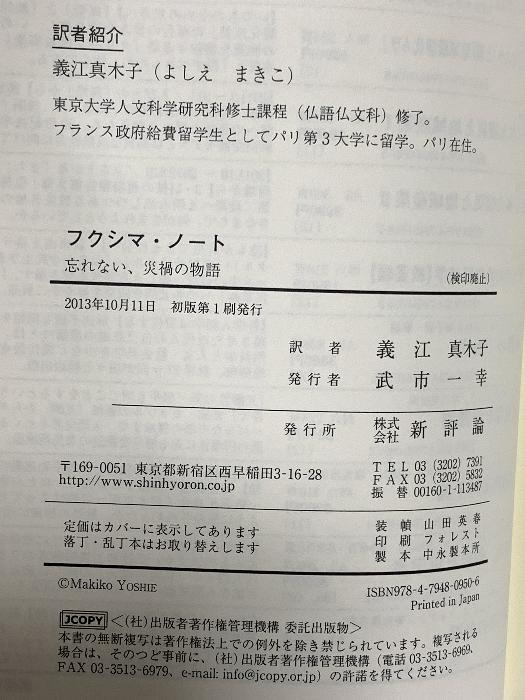 訳者紹介
義江真木子（よしえ　まきこ）
東京大学人文科学研究科修士課程（仏語仏文科）修了。
フランス政府給費留学生としてパリ第３大学に留学。パリ在住。
フクシマ・ノート
忘れない、災禍の物語
（検印廃止）
2013年10月11日　初版第１刷発行
訳　者　義　江　真木子
発行者　武　市　一　幸
発行所　株式会社　新　評　論
〒169-0051 東京都新宿区西早稲田3-16-28
http://www.shinhyoron.co.jp
ＴＥＬ 03 (3202) 7391
ＦＡＸ 03 (3202) 5832
振　替 00160-1-113487
定価はカバーに表示してあります
落丁・乱丁本はお取り替えします
装　幀　山田英春
印　刷　フォレスト
製　本　中永製本所
©Makiko YOSHIE
ISBN978-4-7948-0950-6
Printed in Japan
JCOPY ＜（社）出版者著作権管理機構 委託出版物＞
本書の無断複写は著作権法上での例外を除き禁じられています。複写される
場合は、そのつど事前に、（社）出版者著作権管理機構（電話 03-3513-6969、
FAX 03-3513-6979、e-mail: info@jcopy.or.jp）の許諾を得てください。